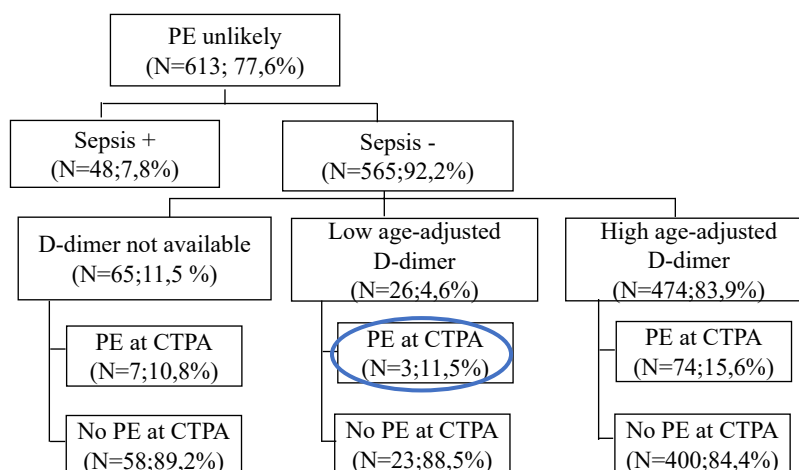 PE unlikely
(N=613; 77,6%)
Sepsis +
(N=48;7,8%)
Sepsis -
(N=565;92,2%)
D-dimer not available
(N=65;11,5 %)
Low age-adjusted
D-dimer
(N=26;4,6%)
High age-adjusted
D-dimer
(N=474;83,9%)
PE at CTPA
(N=7;10,8%)
PE at CTPA
(N=3;11,5%)
PE at CTPA
(N=74;15,6%)
No PE at CTPA
(N=58;89,2%)
No PE at CTPA
(N=23;88,5%)
No PE at CTPA
(N=400;84,4%)